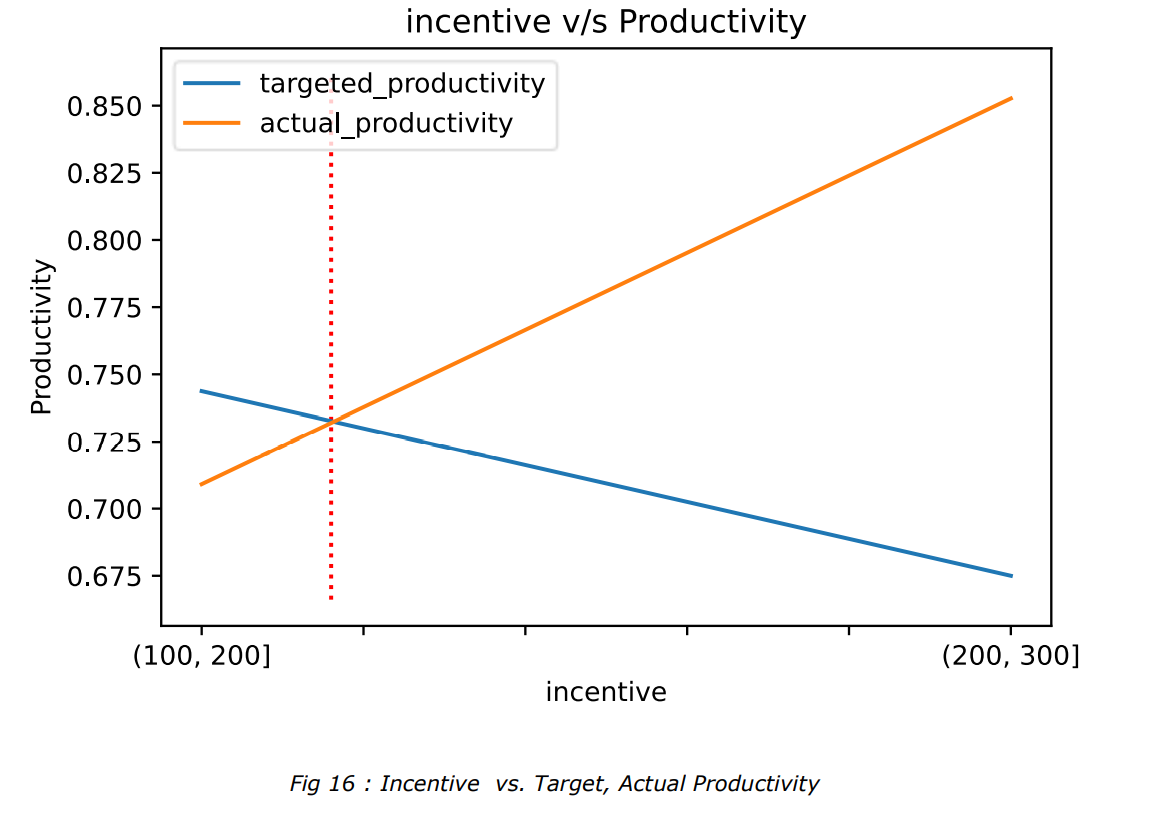 incentive v/s Productivity
targeted_productivity
actual_productivity
0.850
0.825
0.800
0.775
0.750
0.725
0.700
0.675
Productivity
(100, 200]
(200, 300]
incentive
Fig 16 : Incentive vs. Target, Actual Productivity